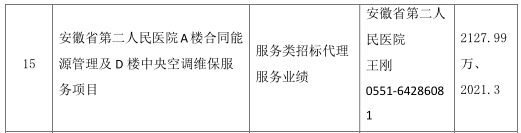 15
安徽省第二人民医院 A 楼合同能
源管理及 D 楼中央空调维保服
务项目
服务类招标代理
服务业绩
安徽省第二人
民医院
王刚
0551-6428608
1
2127.99
万、
2021.3